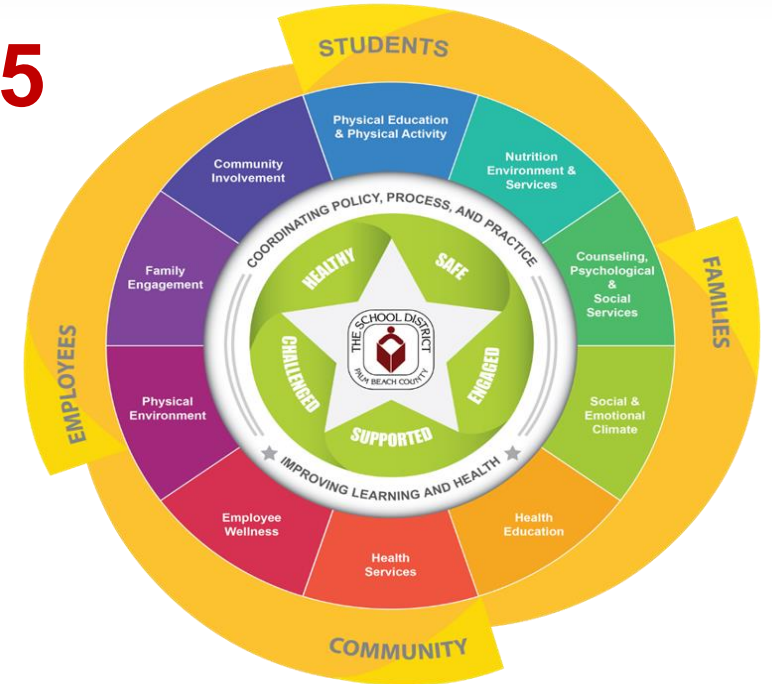 5
STUDENTS
FAMILIES
COMMUNITY
EMPLOYEES
Physical Education
& Physical Activity
Nutrition
Environment &
Services
Counseling,
Psychological
&
Social
Services
Social &
Emotional
Climate
Health
Education
Health
Services
Employee
Wellness
Physical
Environment
Family
Engagement
Community
Involvement
COORDINATING POLICY, PROCESS, AND PRACTICE
IMPROVING LEARNING AND HEALTH
HEALTHY
SAFE
ENGAGED
SUPPORTED
CHALLENGED
THE SCHOOL DISTRICT
PALM BEACH COUNTY